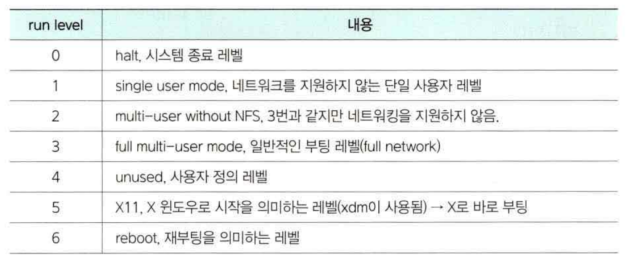 run level 내용
0 halt, 시스템 종료 레벨
1 single user mode, 네트워크를 지원하지 않는 단일 사용자 레벨
2 multi-user without NFS, 3번과 같지만 네트워킹을 지원하지 않음.
3 full multi-user mode, 일반적인 부팅 레벨(full network)
4 unused, 사용자 정의 레벨
5 X11, X 윈도우로 시작을 의미하는 레벨(xdm이 사용됨) → X로 바로 부팅
6 reboot, 재부팅을 의미하는 레벨